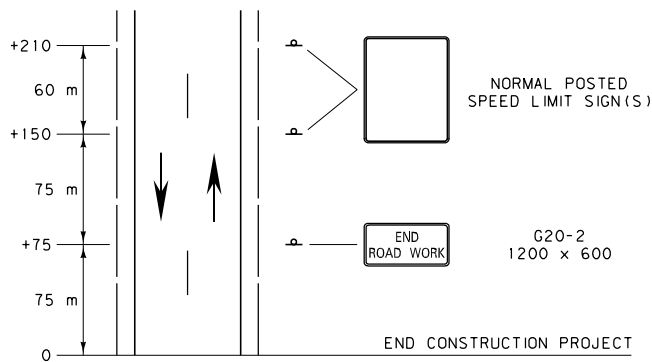 +210
60 m
+150
75 m
+75
75 m
0
NORMAL POSTED
SPEED LIMIT SIGN(S)
END
ROAD WORK
G20-2
1200 x 600
END CONSTRUCTION PROJECT